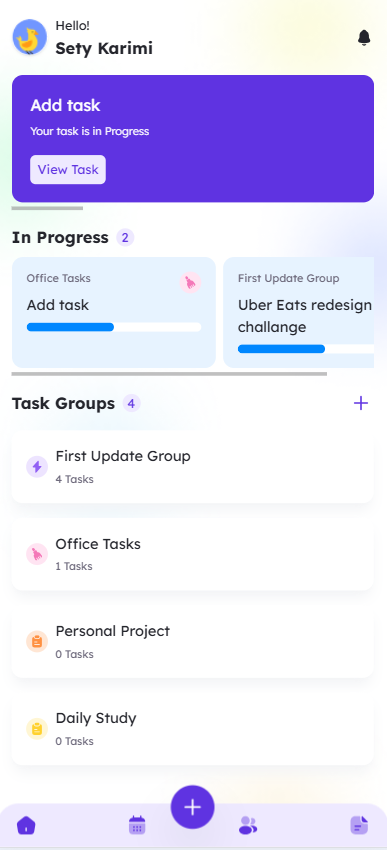 Hello!
Sety Karimi
Add task
Your task is in Progress
View Task
In Progress 2
Office Tasks
Add task
First Update Group
Uber Eats redesign
challange
Task Groups 4
First Update Group
4 Tasks
Office Tasks
1 Tasks
Personal Project
0 Tasks
Daily Study
0 Tasks